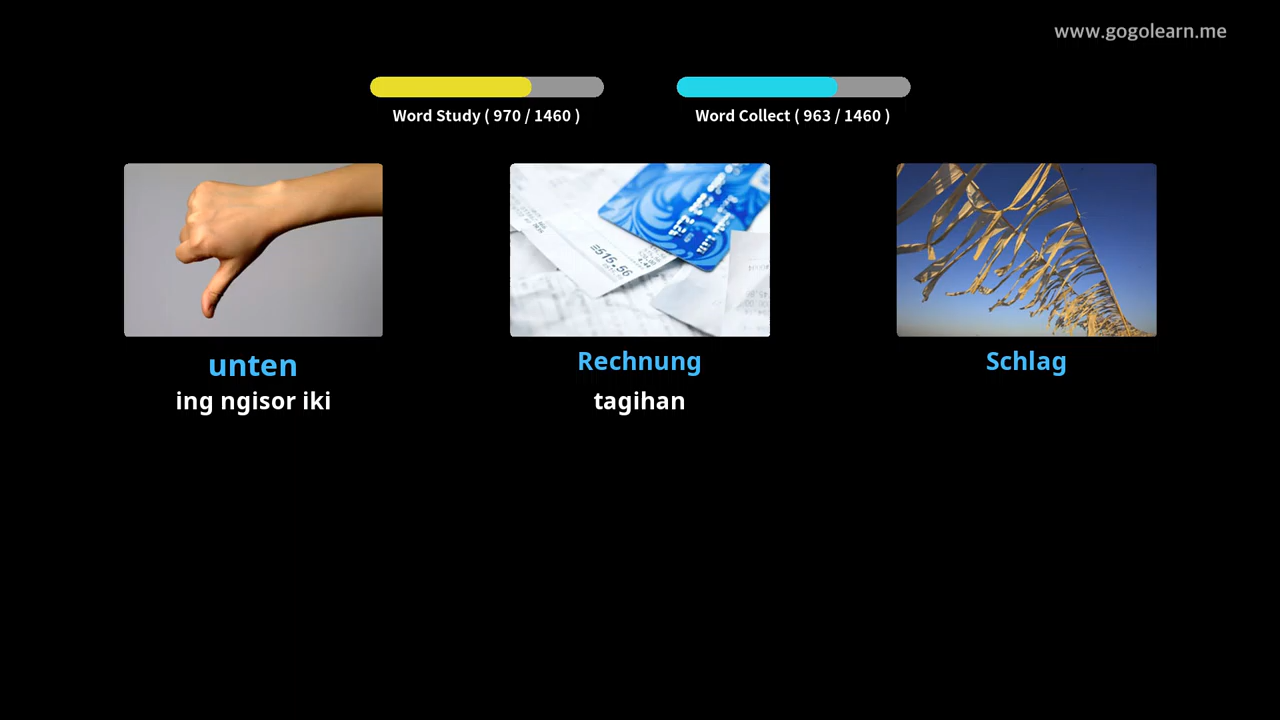 www.gogolearn.me
Word Study ( 970 / 1460 )
Word Collect ( 963 / 1460 )
unten
ing ngisor iki
Rechnung
tagihan
Schlag